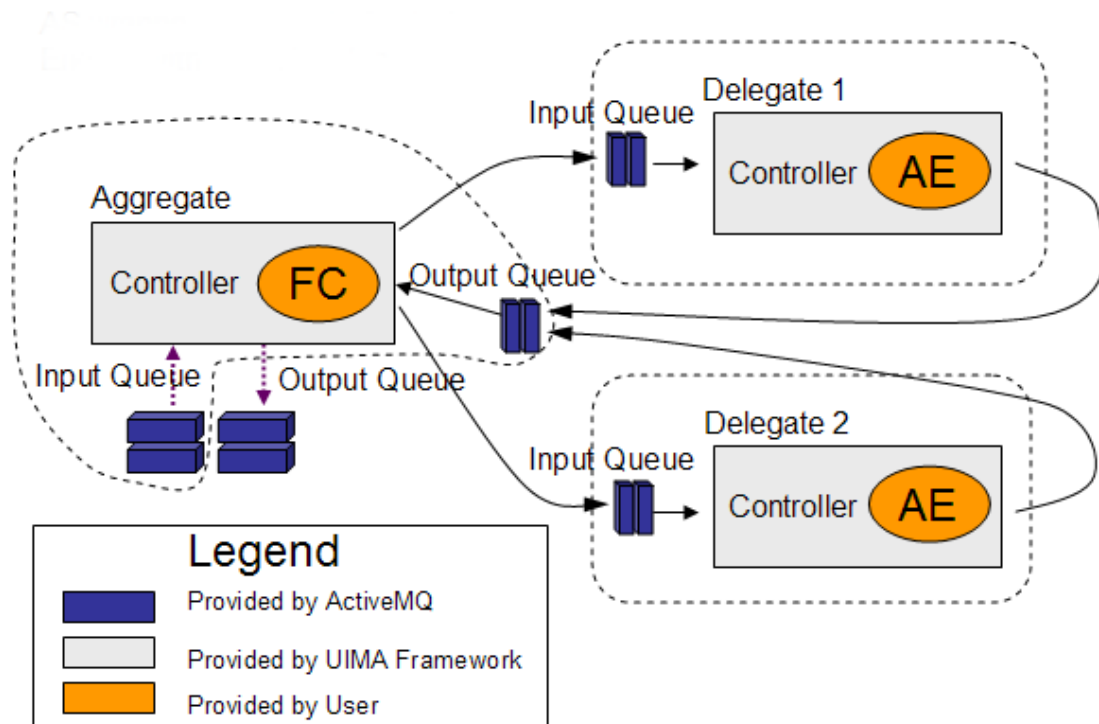 Delegate 1
Input Queue
Controller
AE
Aggregate
Controller
FC
Output Queue
Input Queue
Output Queue
Delegate 2
Input Queue
Controller
AE
Legend
Provided by ActiveMQ
Provided by UIMA Framework
Provided by User